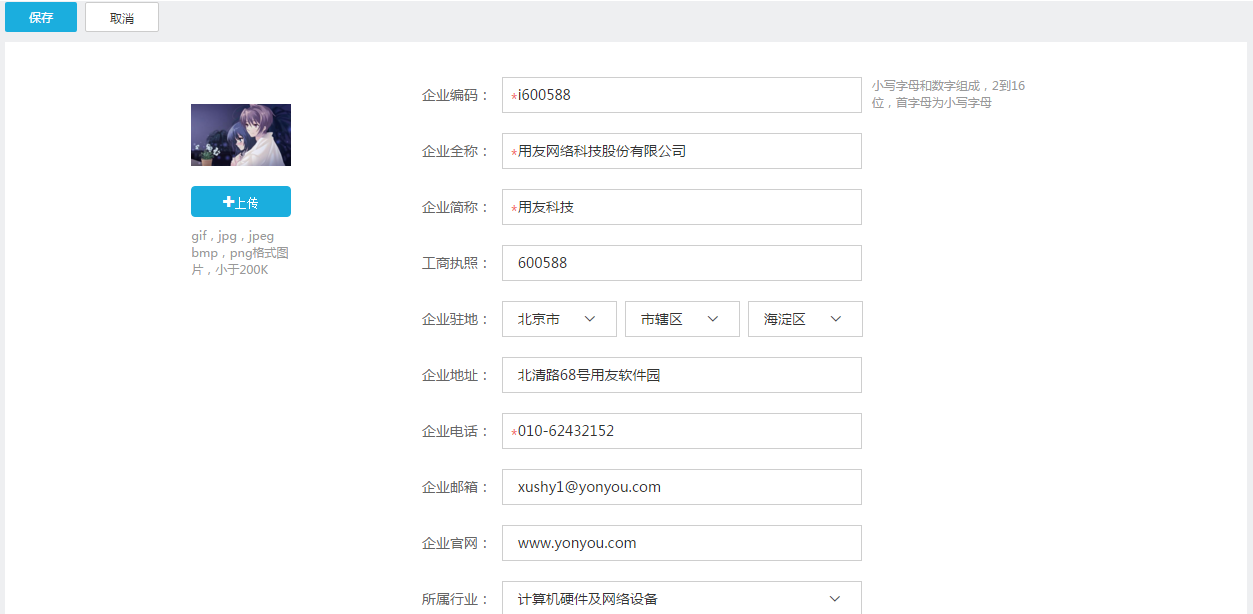 保存 取消
企业编码： *i600588 小写字母和数字组成，2到16
位，首字母为小写字母
企业全称： *用友网络科技股份有限公司
✚上传
企业简称： *用友科技
gif，jpg，jpeg
bmp，png格式图
片，小于200K
工商执照： 600588
企业驻地： 北京市 市辖区 海淀区
企业地址： 北清路68号用友软件园
企业电话： *010-62432152
企业邮箱： xushy1@yonyou.com
企业官网： www.yonyou.com
所属行业： 计算机硬件及网络设备